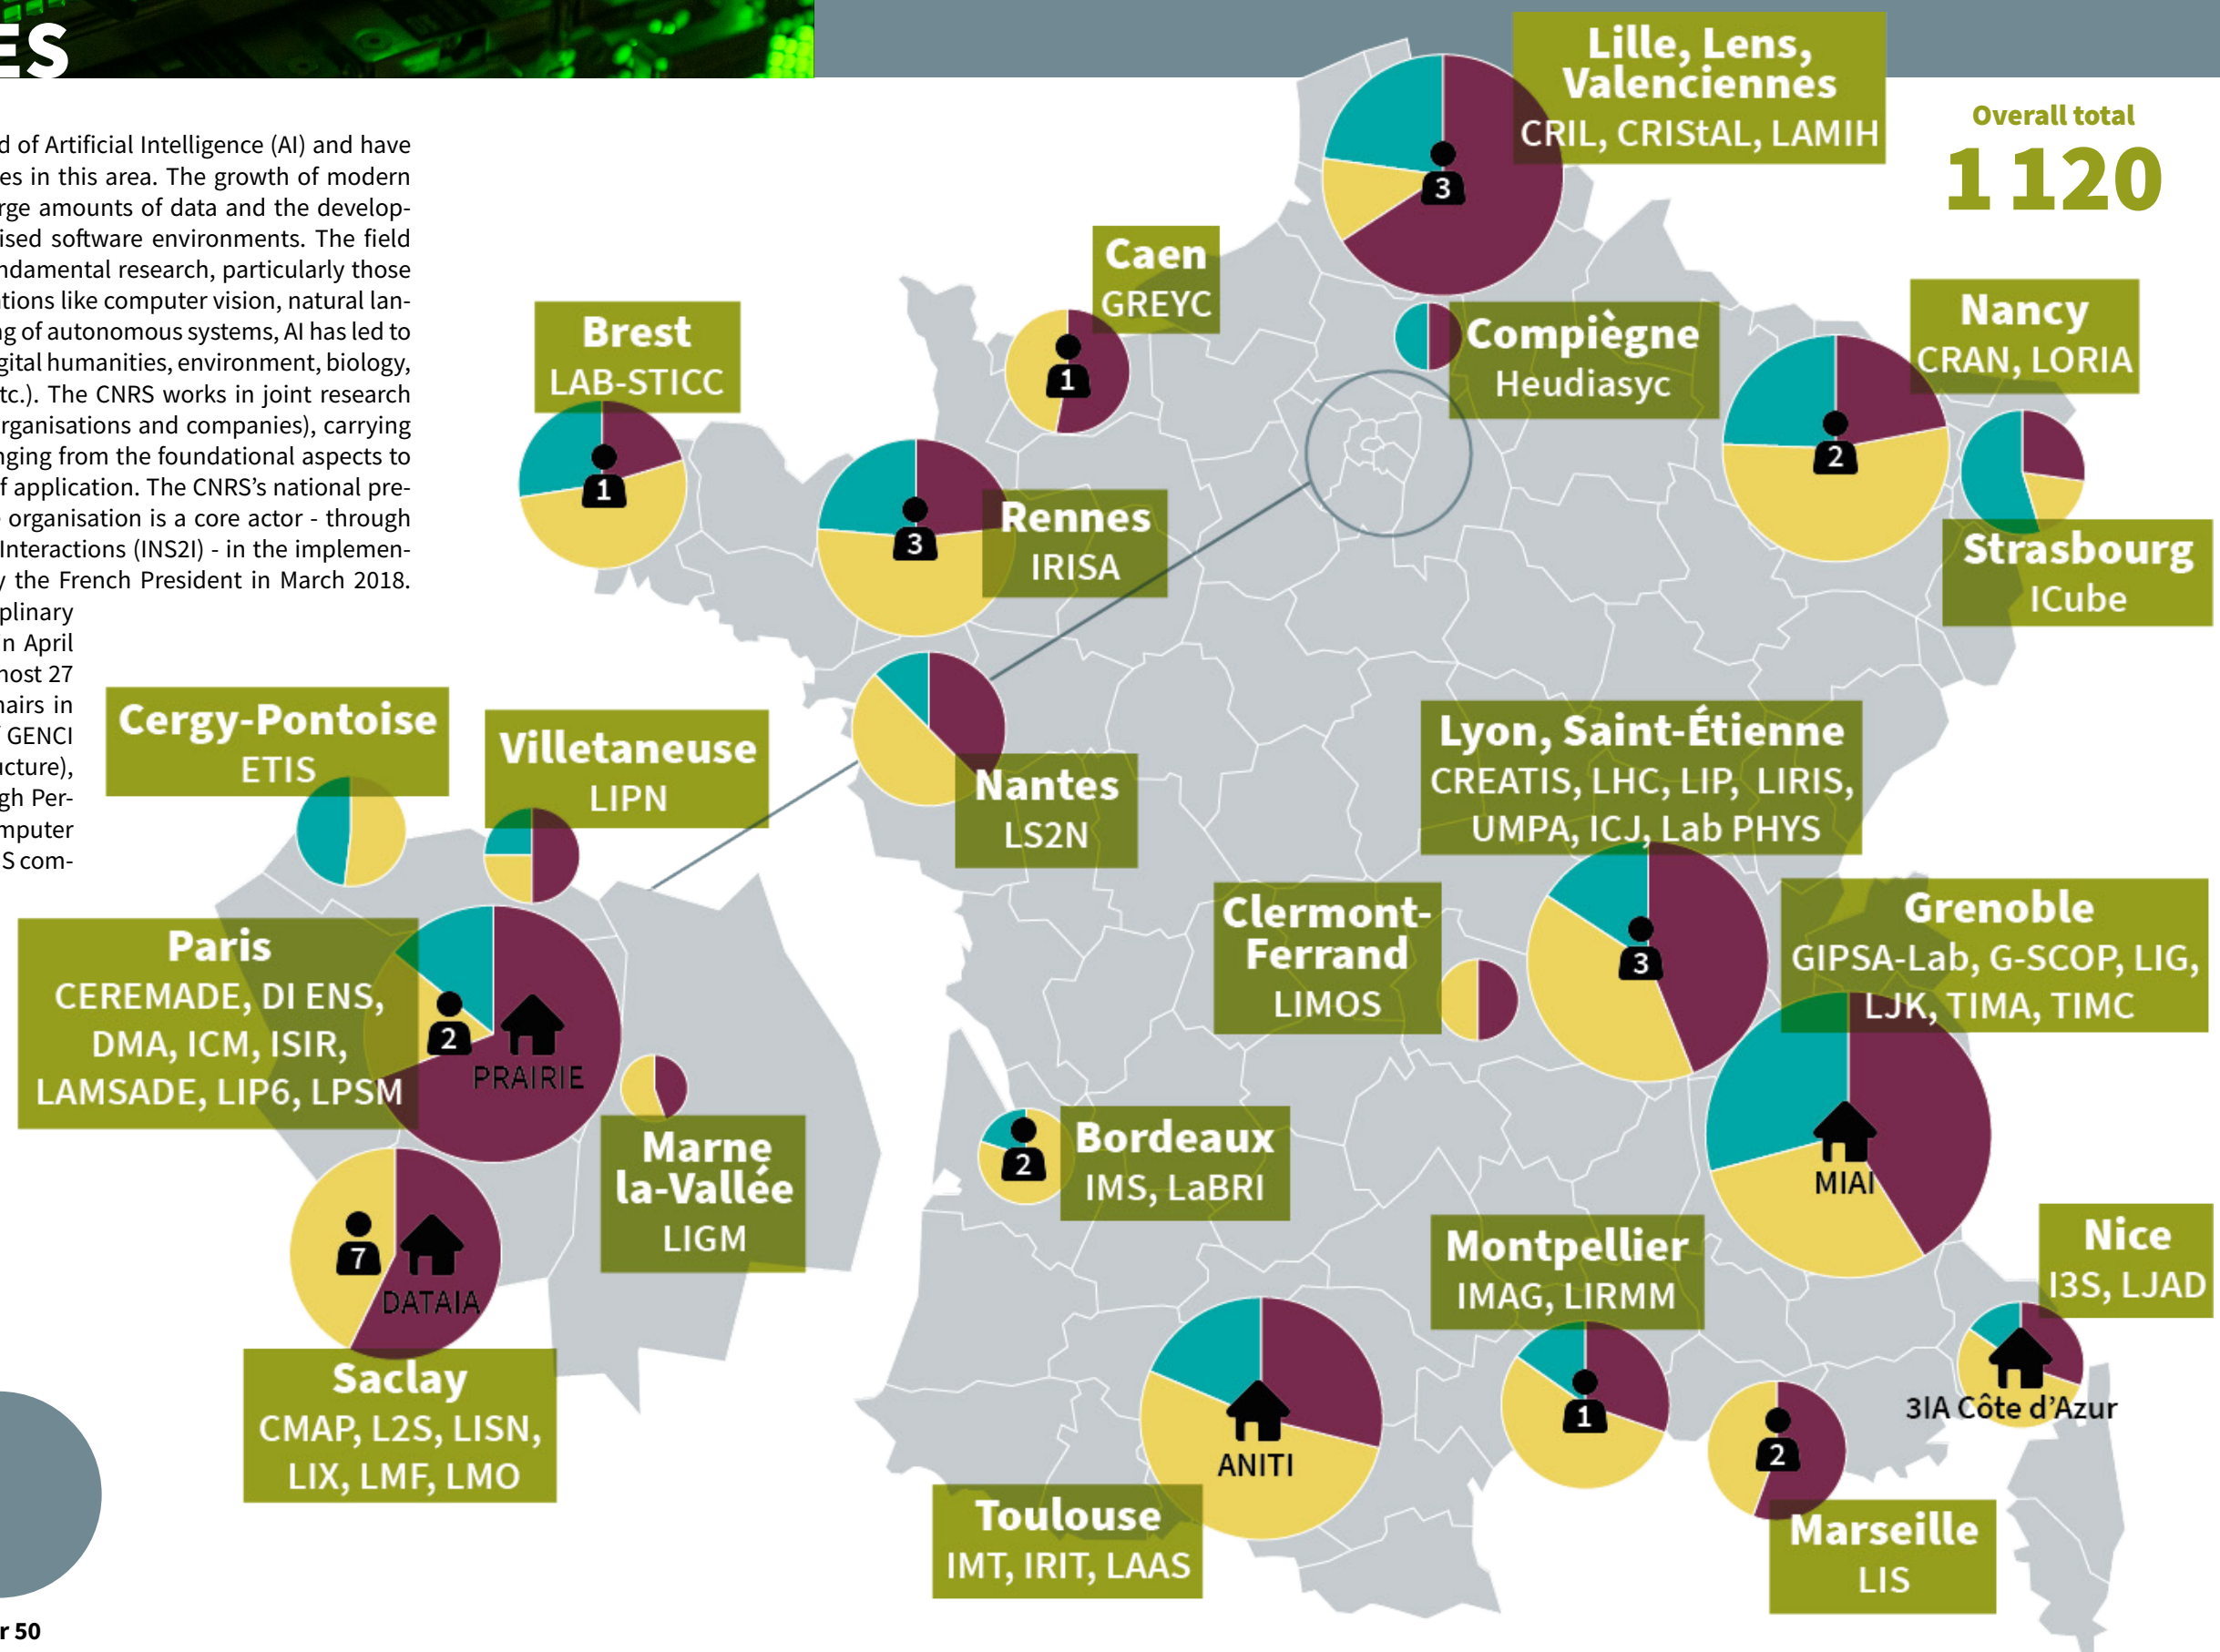 ES
d of Artificial Intelligence (AI) and have
es in this area. The growth of modern
rge amounts of data and the develop-
ised software environments. The field
ndamental research, particularly those
ations like computer vision, natural lan-
ng of autonomous systems, AI has led to
gital humanities, environment, biology,
tc.). The CNRS works in joint research
rganisations and companies), carrying
nging from the foundational aspects to
f application. The CNRS's national pre-
organisation is a core actor - through
Interactions (INS2I) - in the implemen-
y the French President in March 2018.
plinary
n April
nost 27
hairs in
GENCI
ucture),
gh Per-
mputer
S com-
r 50
Overall total
1 120
Lille, Lens,
Valenciennes
CRIL, CRIStAL, LAMIH
3
Caen
GREYC
1
Compiègne
Heudiasyc
Nancy
CRAN, LORIA
2
Brest
LAB-STICC
1
Rennes
IRISA
3
Strasbourg
ICube
Nantes
LS2N
Cergy-Pontoise
ETIS
Villetaneuse
LIPN
Lyon, Saint-Étienne
CREATIS, LHC, LIP, LIRIS,
UMPA, ICJ, Lab PHYS
3
Clermont-
Ferrand
LIMOS
Grenoble
GIPSA-Lab, G-SCOP, LIG,
LJK, TIMA, TIMC
MIAI
Paris
CEREMADE, DI ENS,
DMA, ICM, ISIR,
LAMSADE, LIP6, LPSM
2
PRAIRIE
Marne
la-Vallée
LIGM
Bordeaux
IMS, LaBRI
2
7
DATAIA
Saclay
CMAP, L2S, LISN,
LIX, LMF, LMO
Montpellier
IMAG, LIRMM
1
Nice
I3S, LJAD
3IA Côte d'Azur
ANITI
Toulouse
IMT, IRIT, LAAS
2
Marseille
LIS